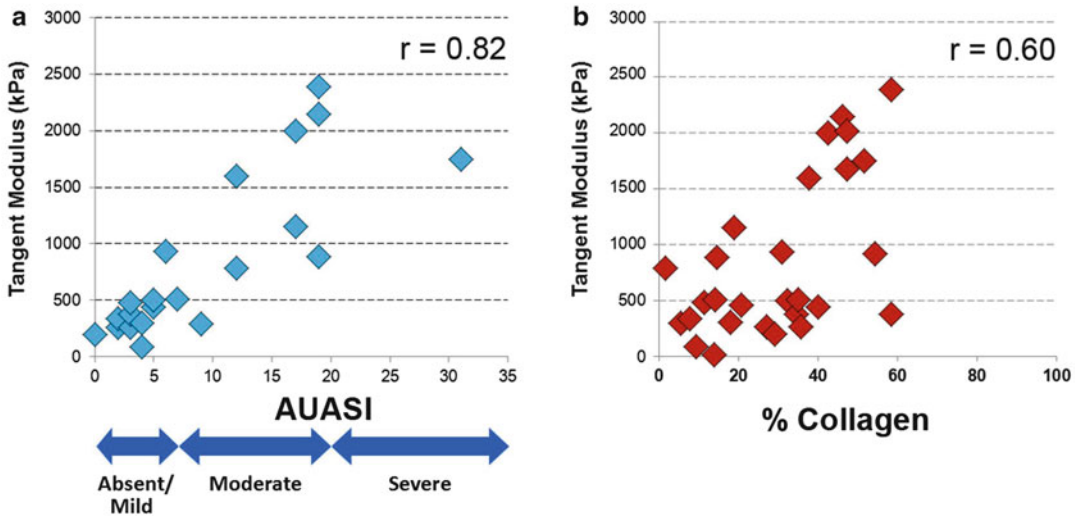 a
r = 0.82
Tangent Modulus (kPa)
3000
2500
2000
1500
1000
500
0
0 5 10 15 20 25 30 35
AUASI
Absent/ Moderate Severe
Mild
b
r = 0.60
Tangent Modulus (kPa)
3000
2500
2000
1500
1000
500
0
0 20 40 60 80 100
% Collagen